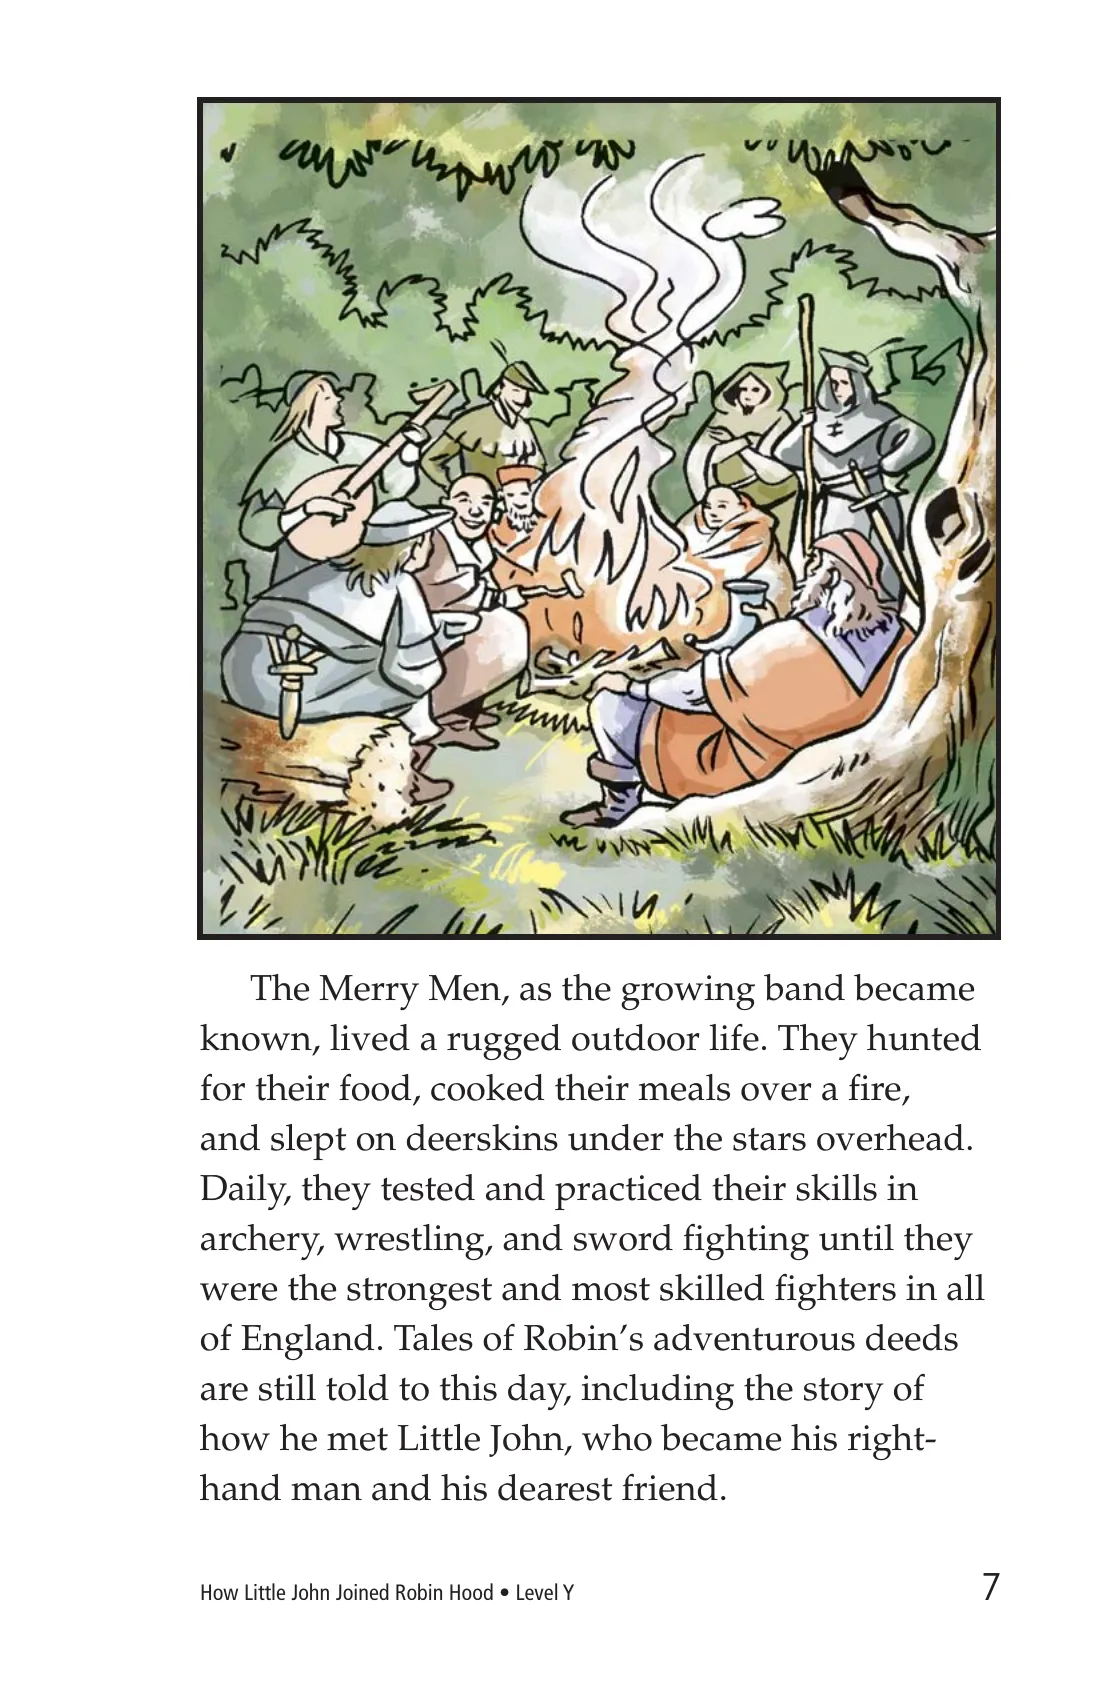 The Merry Men, as the growing band became
known, lived a rugged outdoor life. They hunted
for their food, cooked their meals over a fire,
and slept on deerskins under the stars overhead.
Daily, they tested and practiced their skills in
archery, wrestling, and sword fighting until they
were the strongest and most skilled fighters in all
of England. Tales of Robin’s adventurous deeds
are still told to this day, including the story of
how he met Little John, who became his right-
hand man and his dearest friend.
How Little John Joined Robin Hood • Level Y
7